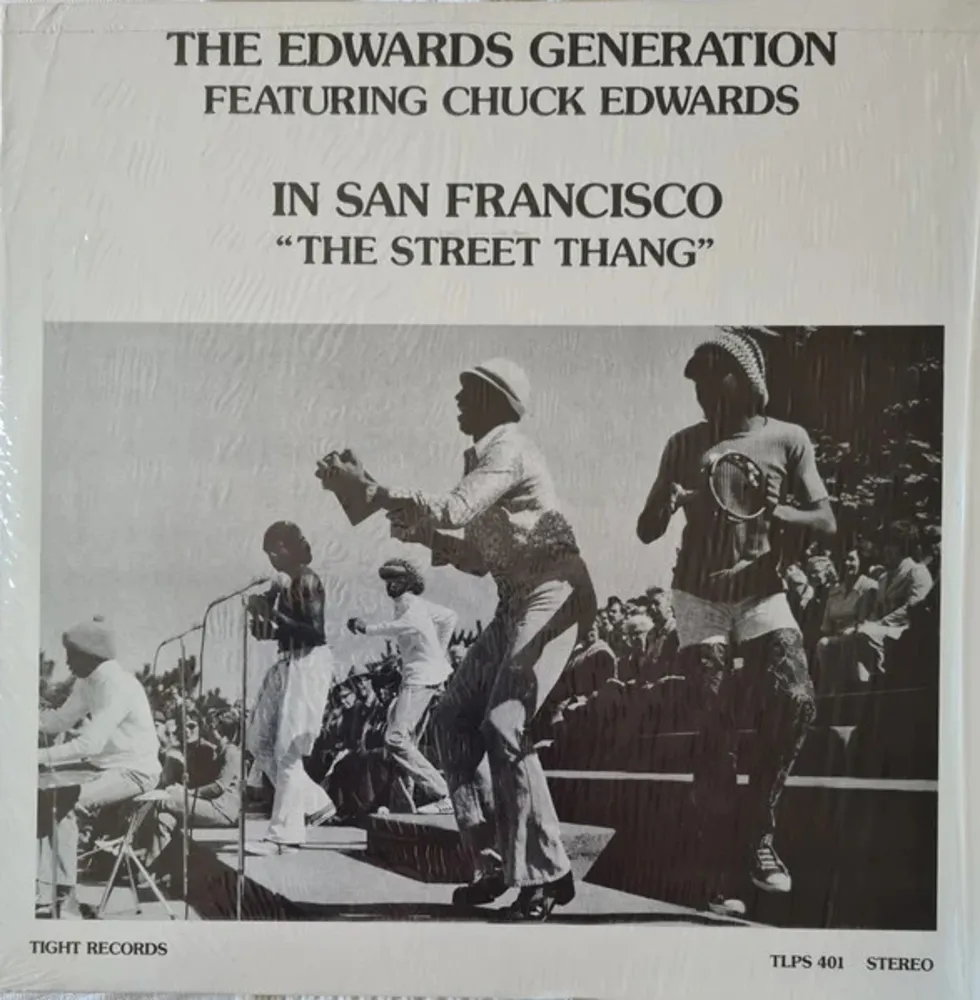 THE EDWARDS GENERATION
FEATURING CHUCK EDWARDS
IN SAN FRANCISCO
“THE STREET THANG”
TIGHT RECORDS
TLPS 401 STEREO